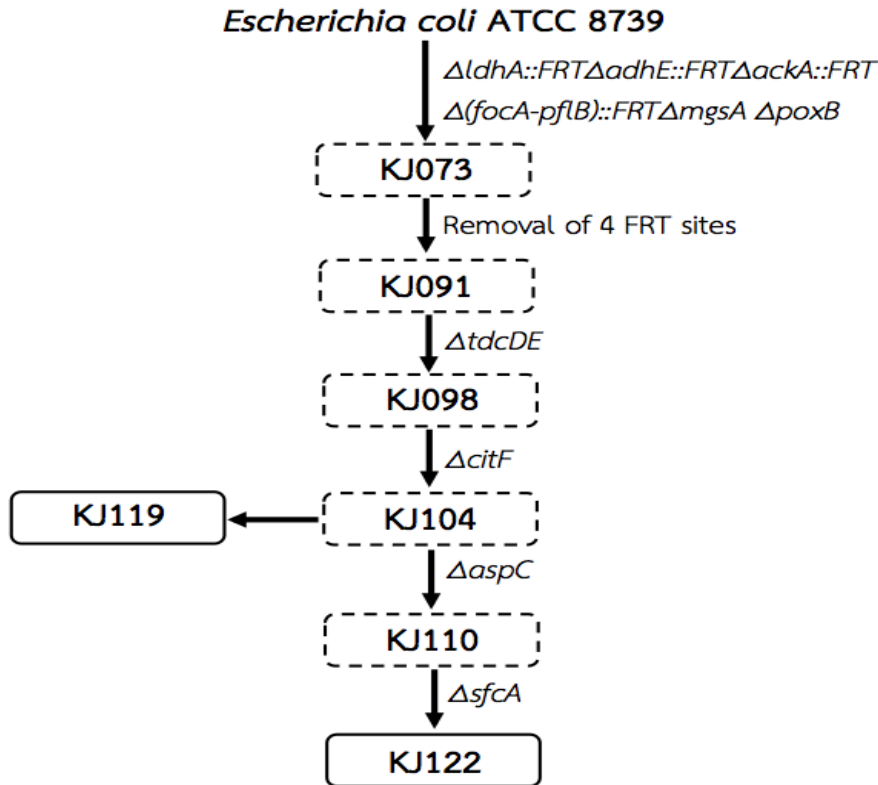 Escherichia coli ATCC 8739
ΔldhA::FRTΔadhE::FRTΔackA::FRT
Δ(focA-pflB)::FRTΔmgsA ΔpoxB
KJ073
Removal of 4 FRT sites
KJ091
ΔtdcDE
KJ098
ΔcitF
KJ119
KJ104
ΔaspC
KJ110
ΔsfcA
KJ122